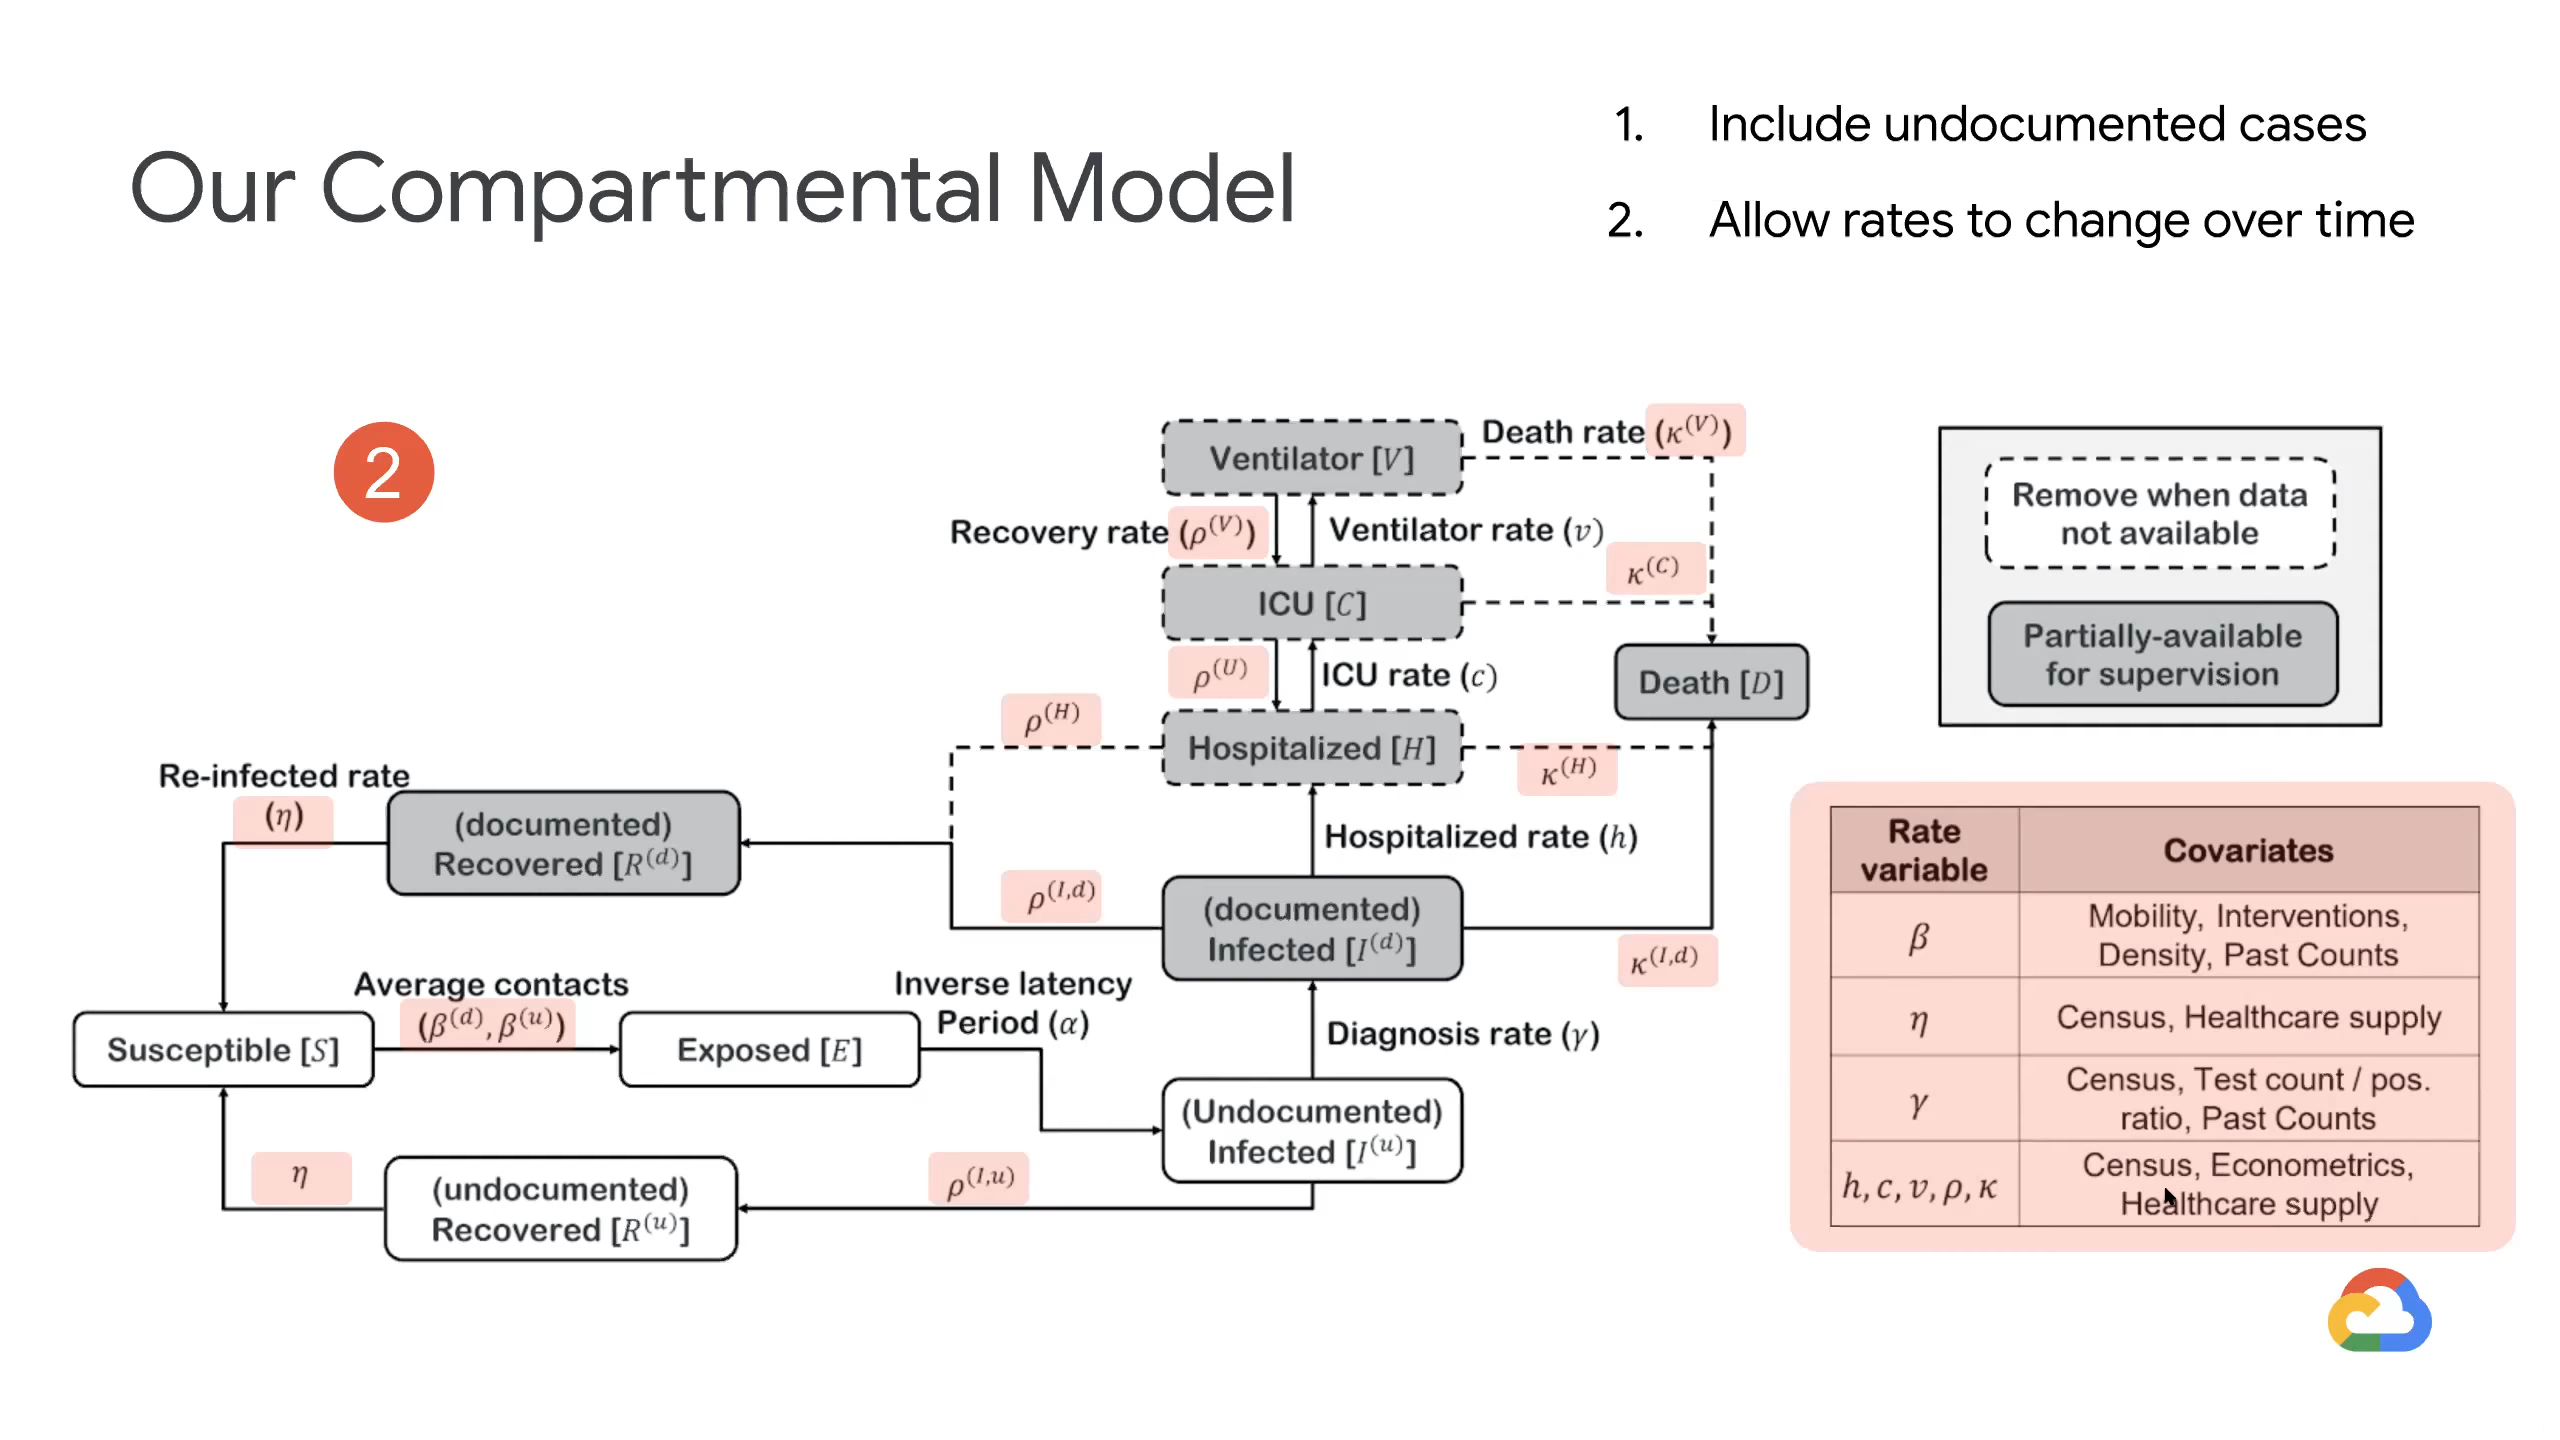 Our Compartmental Model
1. Include undocumented cases
2. Allow rates to change over time
2
Ventilator [V]
Death rate (κ^(V))
Recovery rate (ρ^(V))
Ventilator rate (v)
κ^(C)
ICU [C]
ρ^(U)
ICU rate (c)
Death [D]
ρ^(H)
Hospitalized [H]
κ^(H)
Re-infected rate
(η)
(documented)
Recovered [R^(d)]
Hospitalized rate (h)
ρ^(I,d)
(documented)
Infected [I^(d)]
κ^(I,d)
Average contacts
(β^(d), β^(u))
Inverse latency
Period (α)
Susceptible [S]
Exposed [E]
Diagnosis rate (γ)
(Undocumented)
Infected [I^(u)]
η
(undocumented)
Recovered [R^(u)]
ρ^(I,u)
Remove when data
not available
Partially-available
for supervision
Rate
variable
Covariates
β
Mobility, Interventions,
Density, Past Counts
η
Census, Healthcare supply
γ
Census, Test count / pos.
ratio, Past Counts
h, c, v, ρ, κ
Census, Econometrics,
Healthcare supply